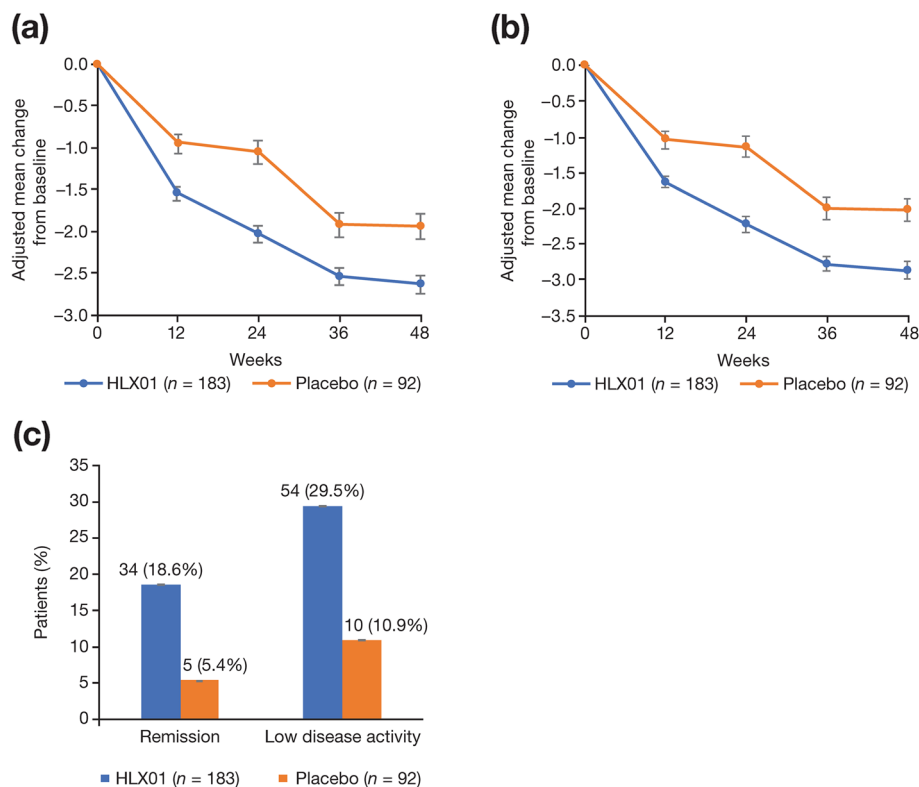 (a)
0.0
–0.5
–1.0
–1.5
–2.0
–2.5
–3.0
Adjusted mean change
from baseline
0 12 24 36 48
Weeks
HLX01 (n = 183) Placebo (n = 92)
(b)
0.0
–0.5
–1.0
–1.5
–2.0
–2.5
–3.0
–3.5
Adjusted mean change
from baseline
0 12 24 36 48
Weeks
HLX01 (n = 183) Placebo (n = 92)
(c)
35
30
25
20
15
10
5
0
Patients (%)
34 (18.6%)
5 (5.4%)
54 (29.5%)
10 (10.9%)
Remission Low disease activity
HLX01 (n = 183) Placebo (n = 92)